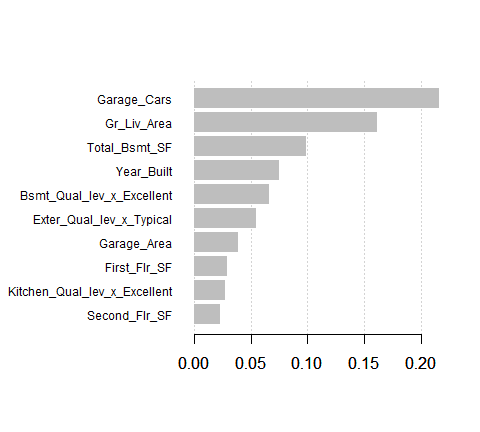 Garage_Cars
Gr_Liv_Area
Total_Bsmt_SF
Year_Built
Bsmt_Qual_lev_x_Excellent
Exter_Qual_lev_x_Typical
Garage_Area
First_Flr_SF
Kitchen_Qual_lev_x_Excellent
Second_Flr_SF
0.00 0.05 0.10 0.15 0.20